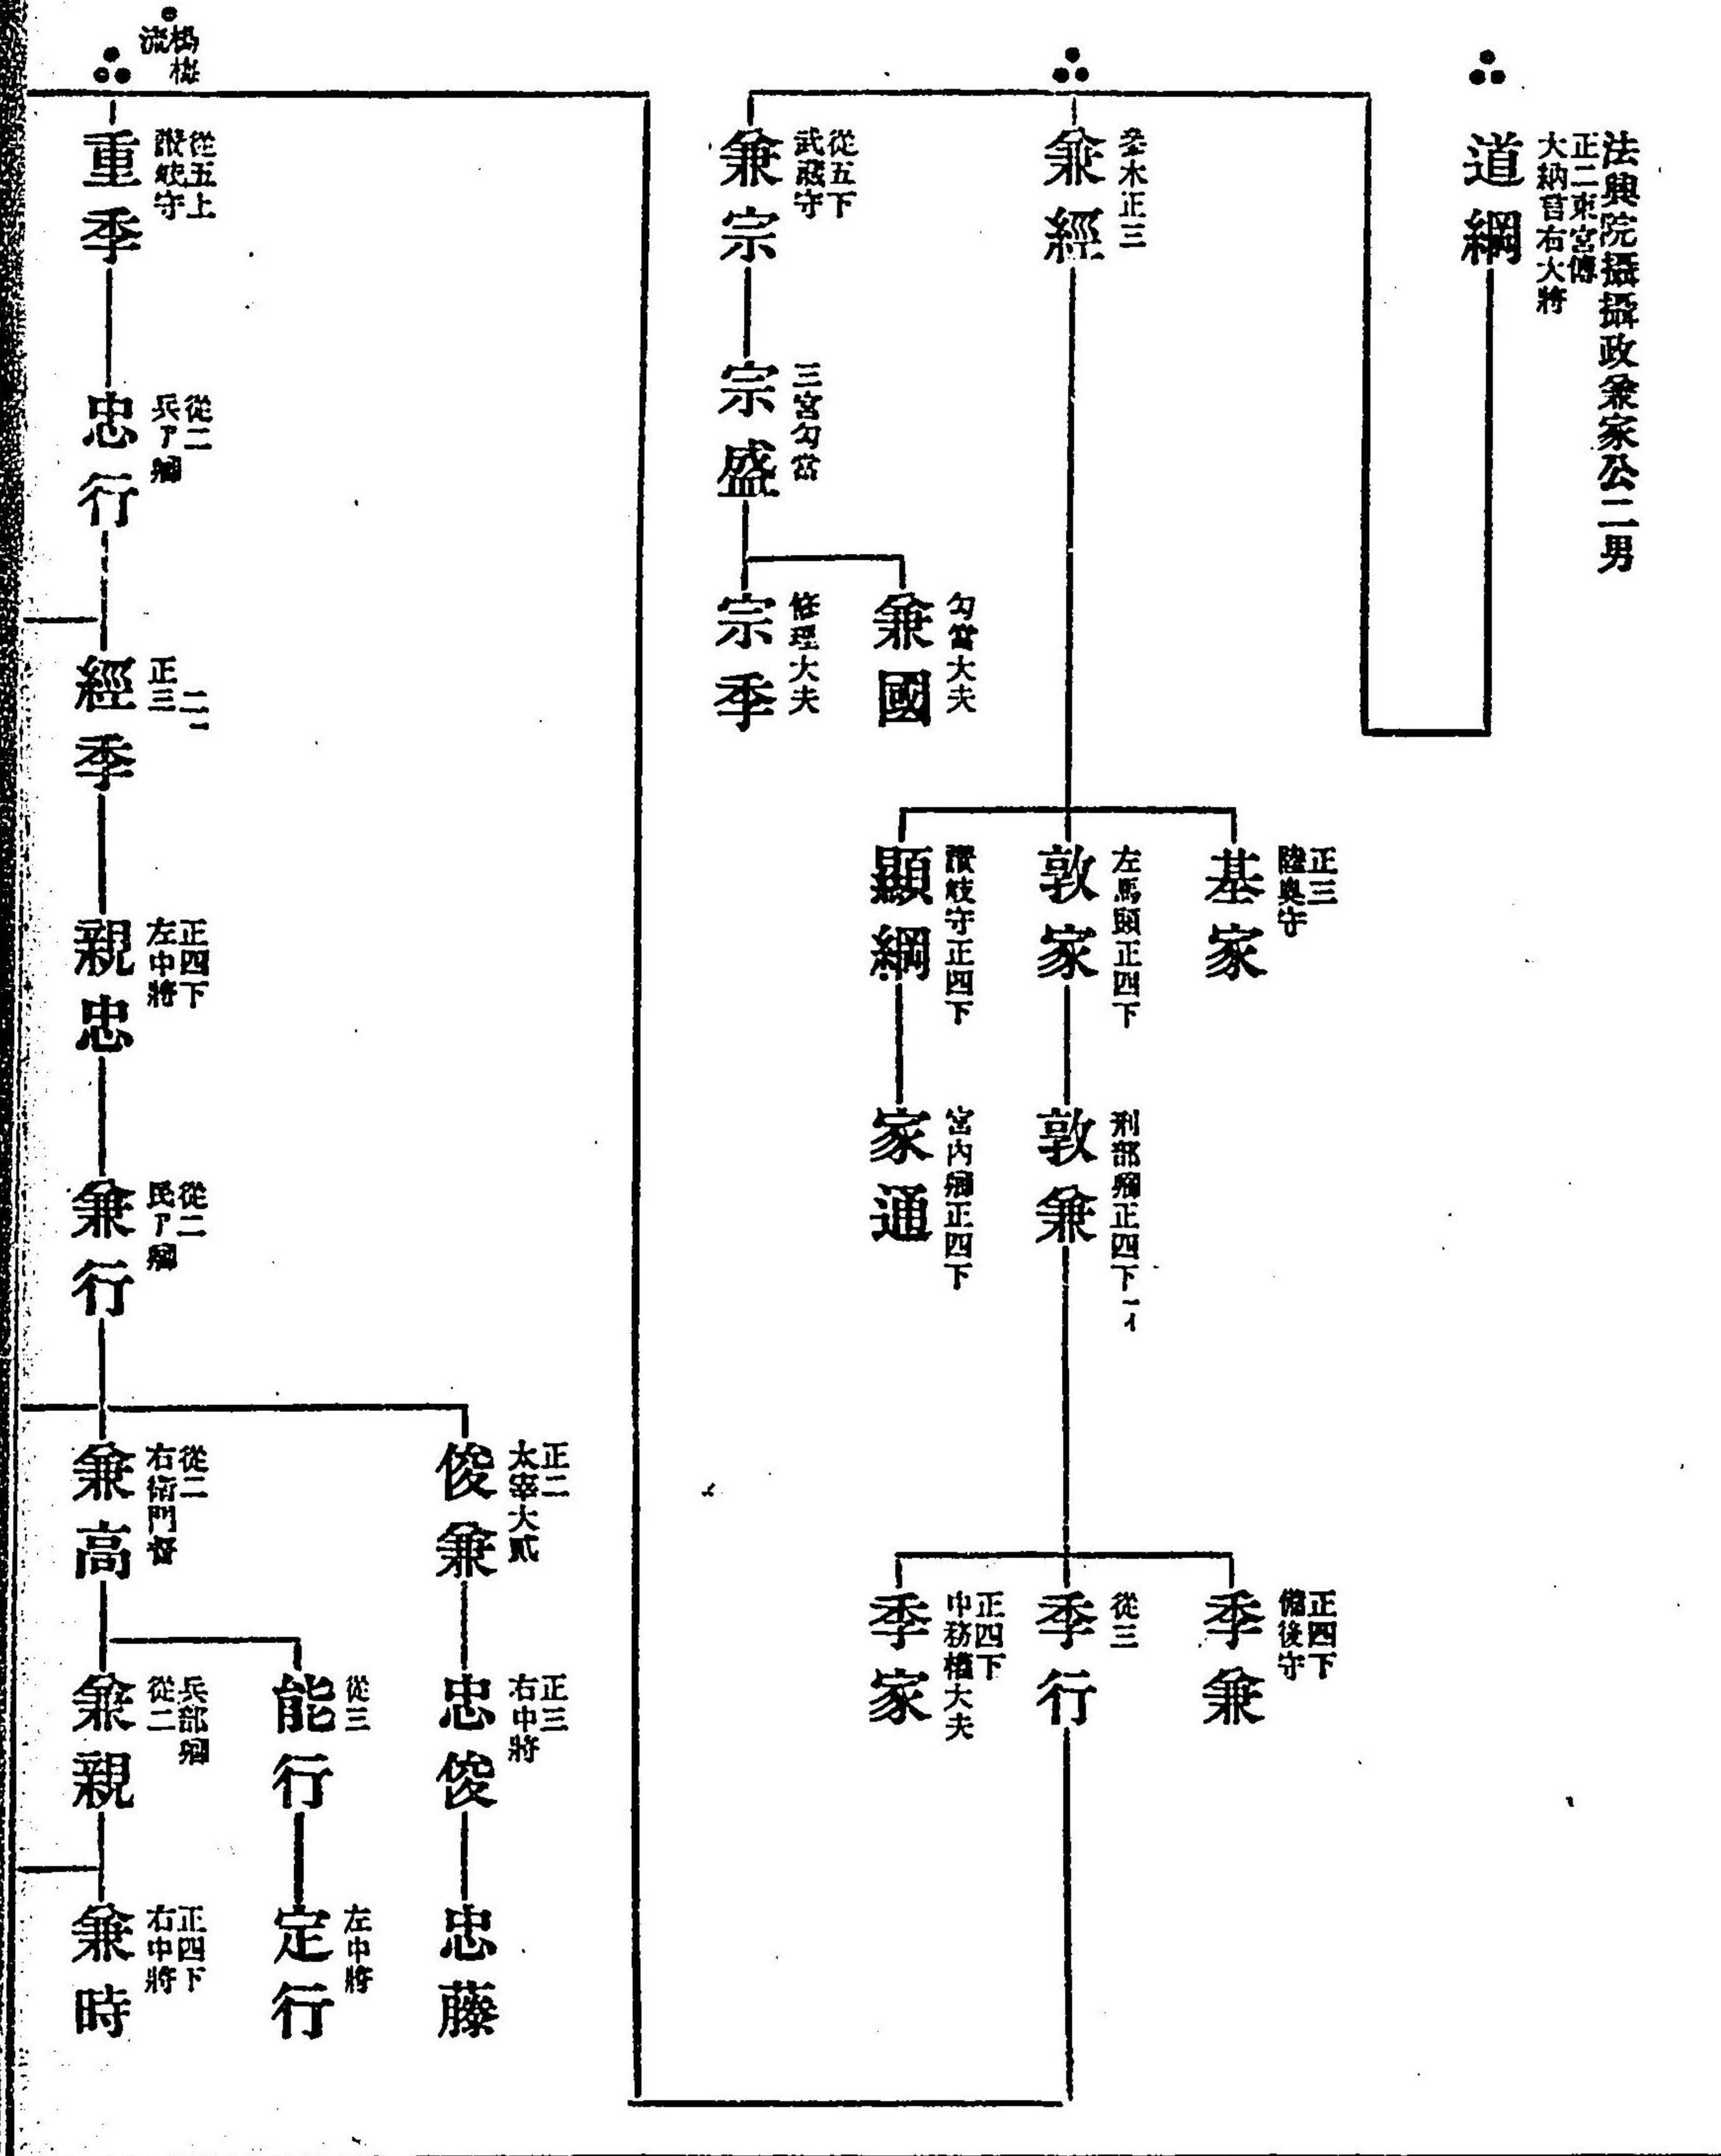 法興院攝攝政兼家公二男
正二東宮傅
大納言右大將
道綱
參木正三
兼經
正三
陸奥守
基家
左馬頭正四下
敦家
刑部卿正四下一イ
敦兼
正四下
備後守
季兼
從三
季行
正四下
中務權大夫
季家
讃岐守正四下
顯綱
宮内卿正四下
家通
從五下
武藏守
兼宗
三宮勾當
宗盛
勾當大夫
兼國
修理大夫
宗季
楊梅
流
從五上
讃岐守
重季
從二
兵ア卿
忠行
二一
正三
經季
正四下
左中將
親忠
從二
民ア卿
兼行
正二
太宰大貳
俊兼
正三
右中將
忠俊
忠藤
從二
右衛門督
兼高
從三
能行
左中將
定行
兵部卿
從二
兼親
正四下
右中將
兼時